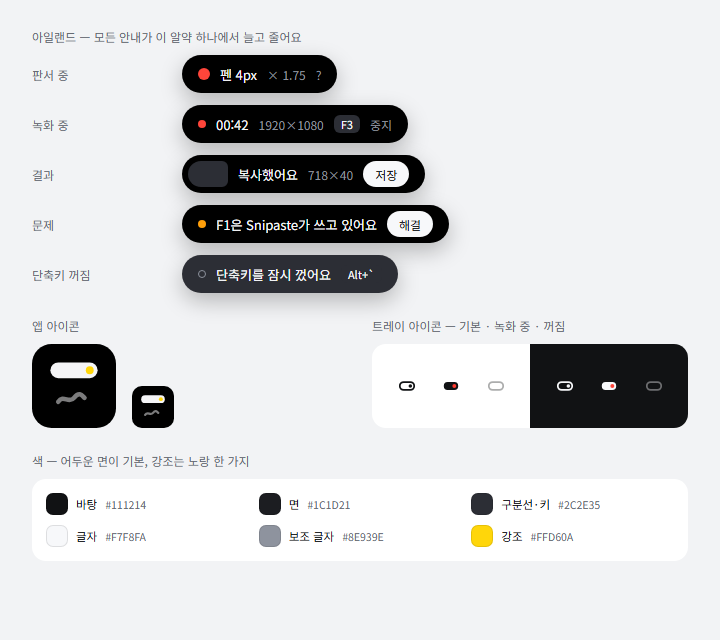 아일랜드 — 모든 안내가 이 알약 하나에서 늘고 줄어요
판서 중 펜 4px × 1.75 ?
녹화 중 00:42 1920×1080 F3 중지
결과 복사했어요 718×40 저장
문제 F1은 Snipaste가 쓰고 있어요 해결
단축키 꺼짐 단축키를 잠시 껐어요 Alt+`
앱 아이콘 트레이 아이콘 — 기본 · 녹화 중 · 꺼짐
색 — 어두운 면이 기본, 강조는 노랑 한 가지
바탕 #111214 면 #1C1D21 구분선·키 #2C2E35
글자 #F7F8FA 보조 글자 #8E939E 강조 #FFD60A